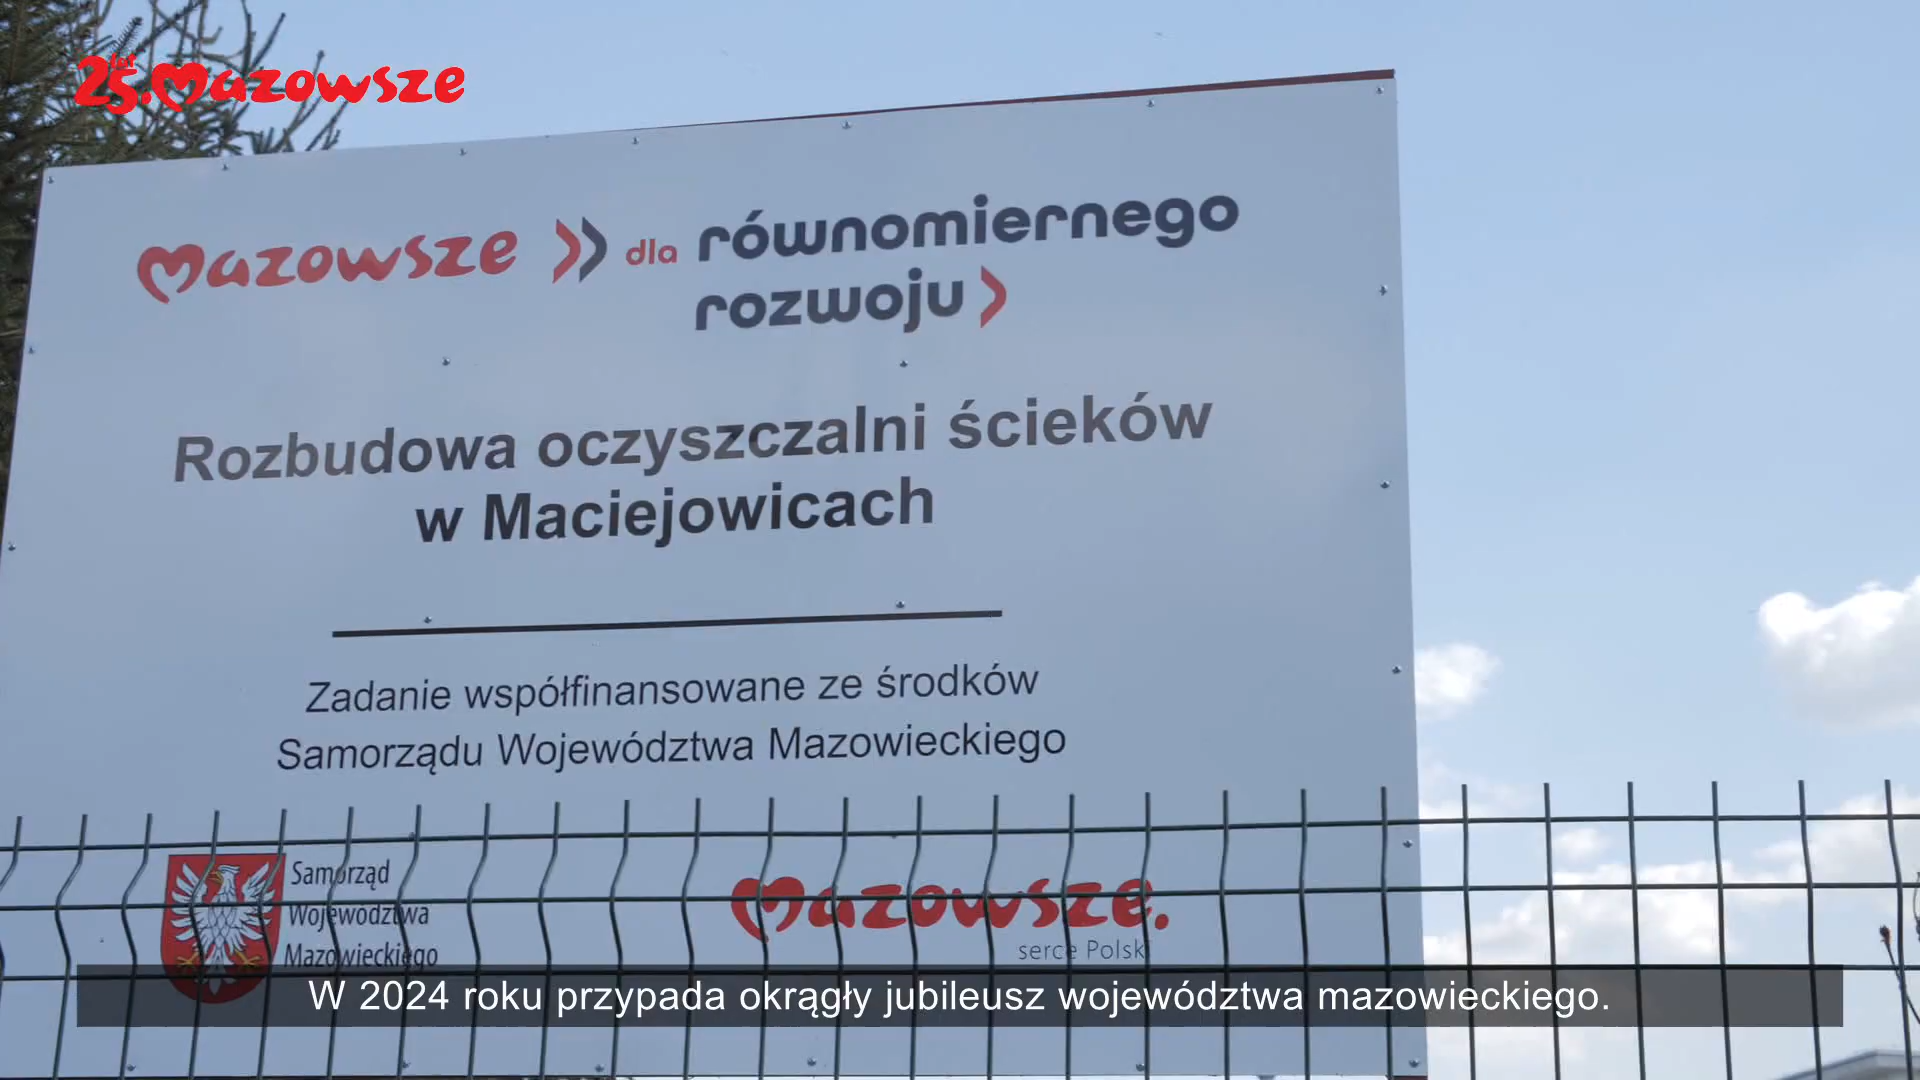 25 lat Mazowsze
Mazowsze dla równomiernego
rozwoju
Rozbudowa oczyszczalni ścieków
w Maciejowicach
Zadanie współfinansowane ze środków
Samorządu Województwa Mazowieckiego
Samorząd
Województwa
Mazowieckiego
Mazowsze.
serce Polski
W 2024 roku przypada okrągły jubileusz województwa mazowieckiego.